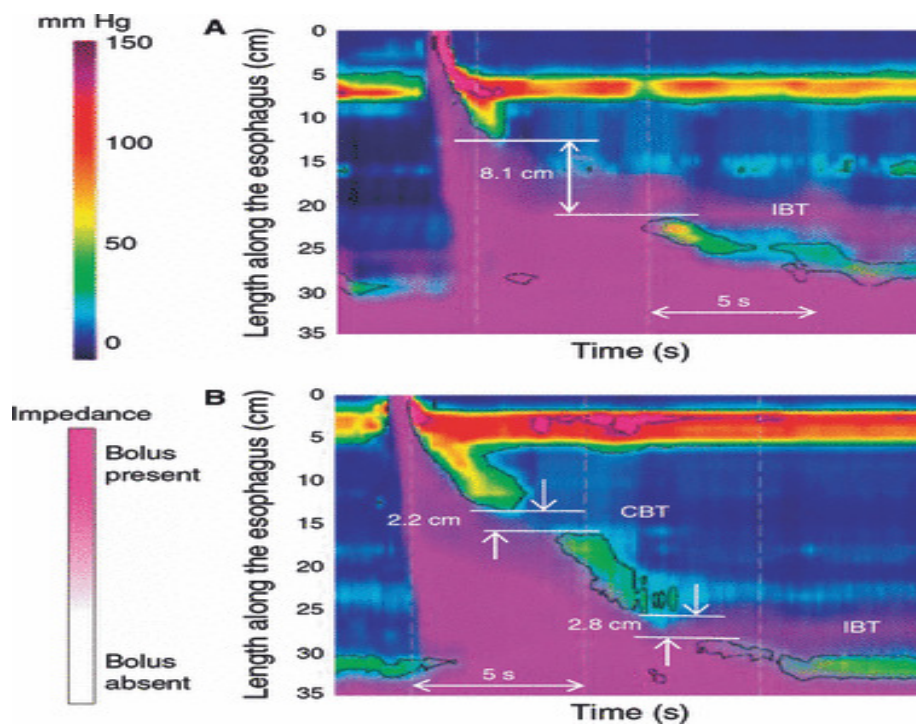 mm Hg
150
100
50
0
A
Length along the esophagus (cm)
0
5
10
15
20
25
30
35
8.1 cm
IBT
5 s
Time (s)
Impedance
Bolus
present
Bolus
absent
B
Length along the esophagus (cm)
0
5
10
15
20
25
30
35
2.2 cm
CBT
2.8 cm
IBT
5 s
Time (s)